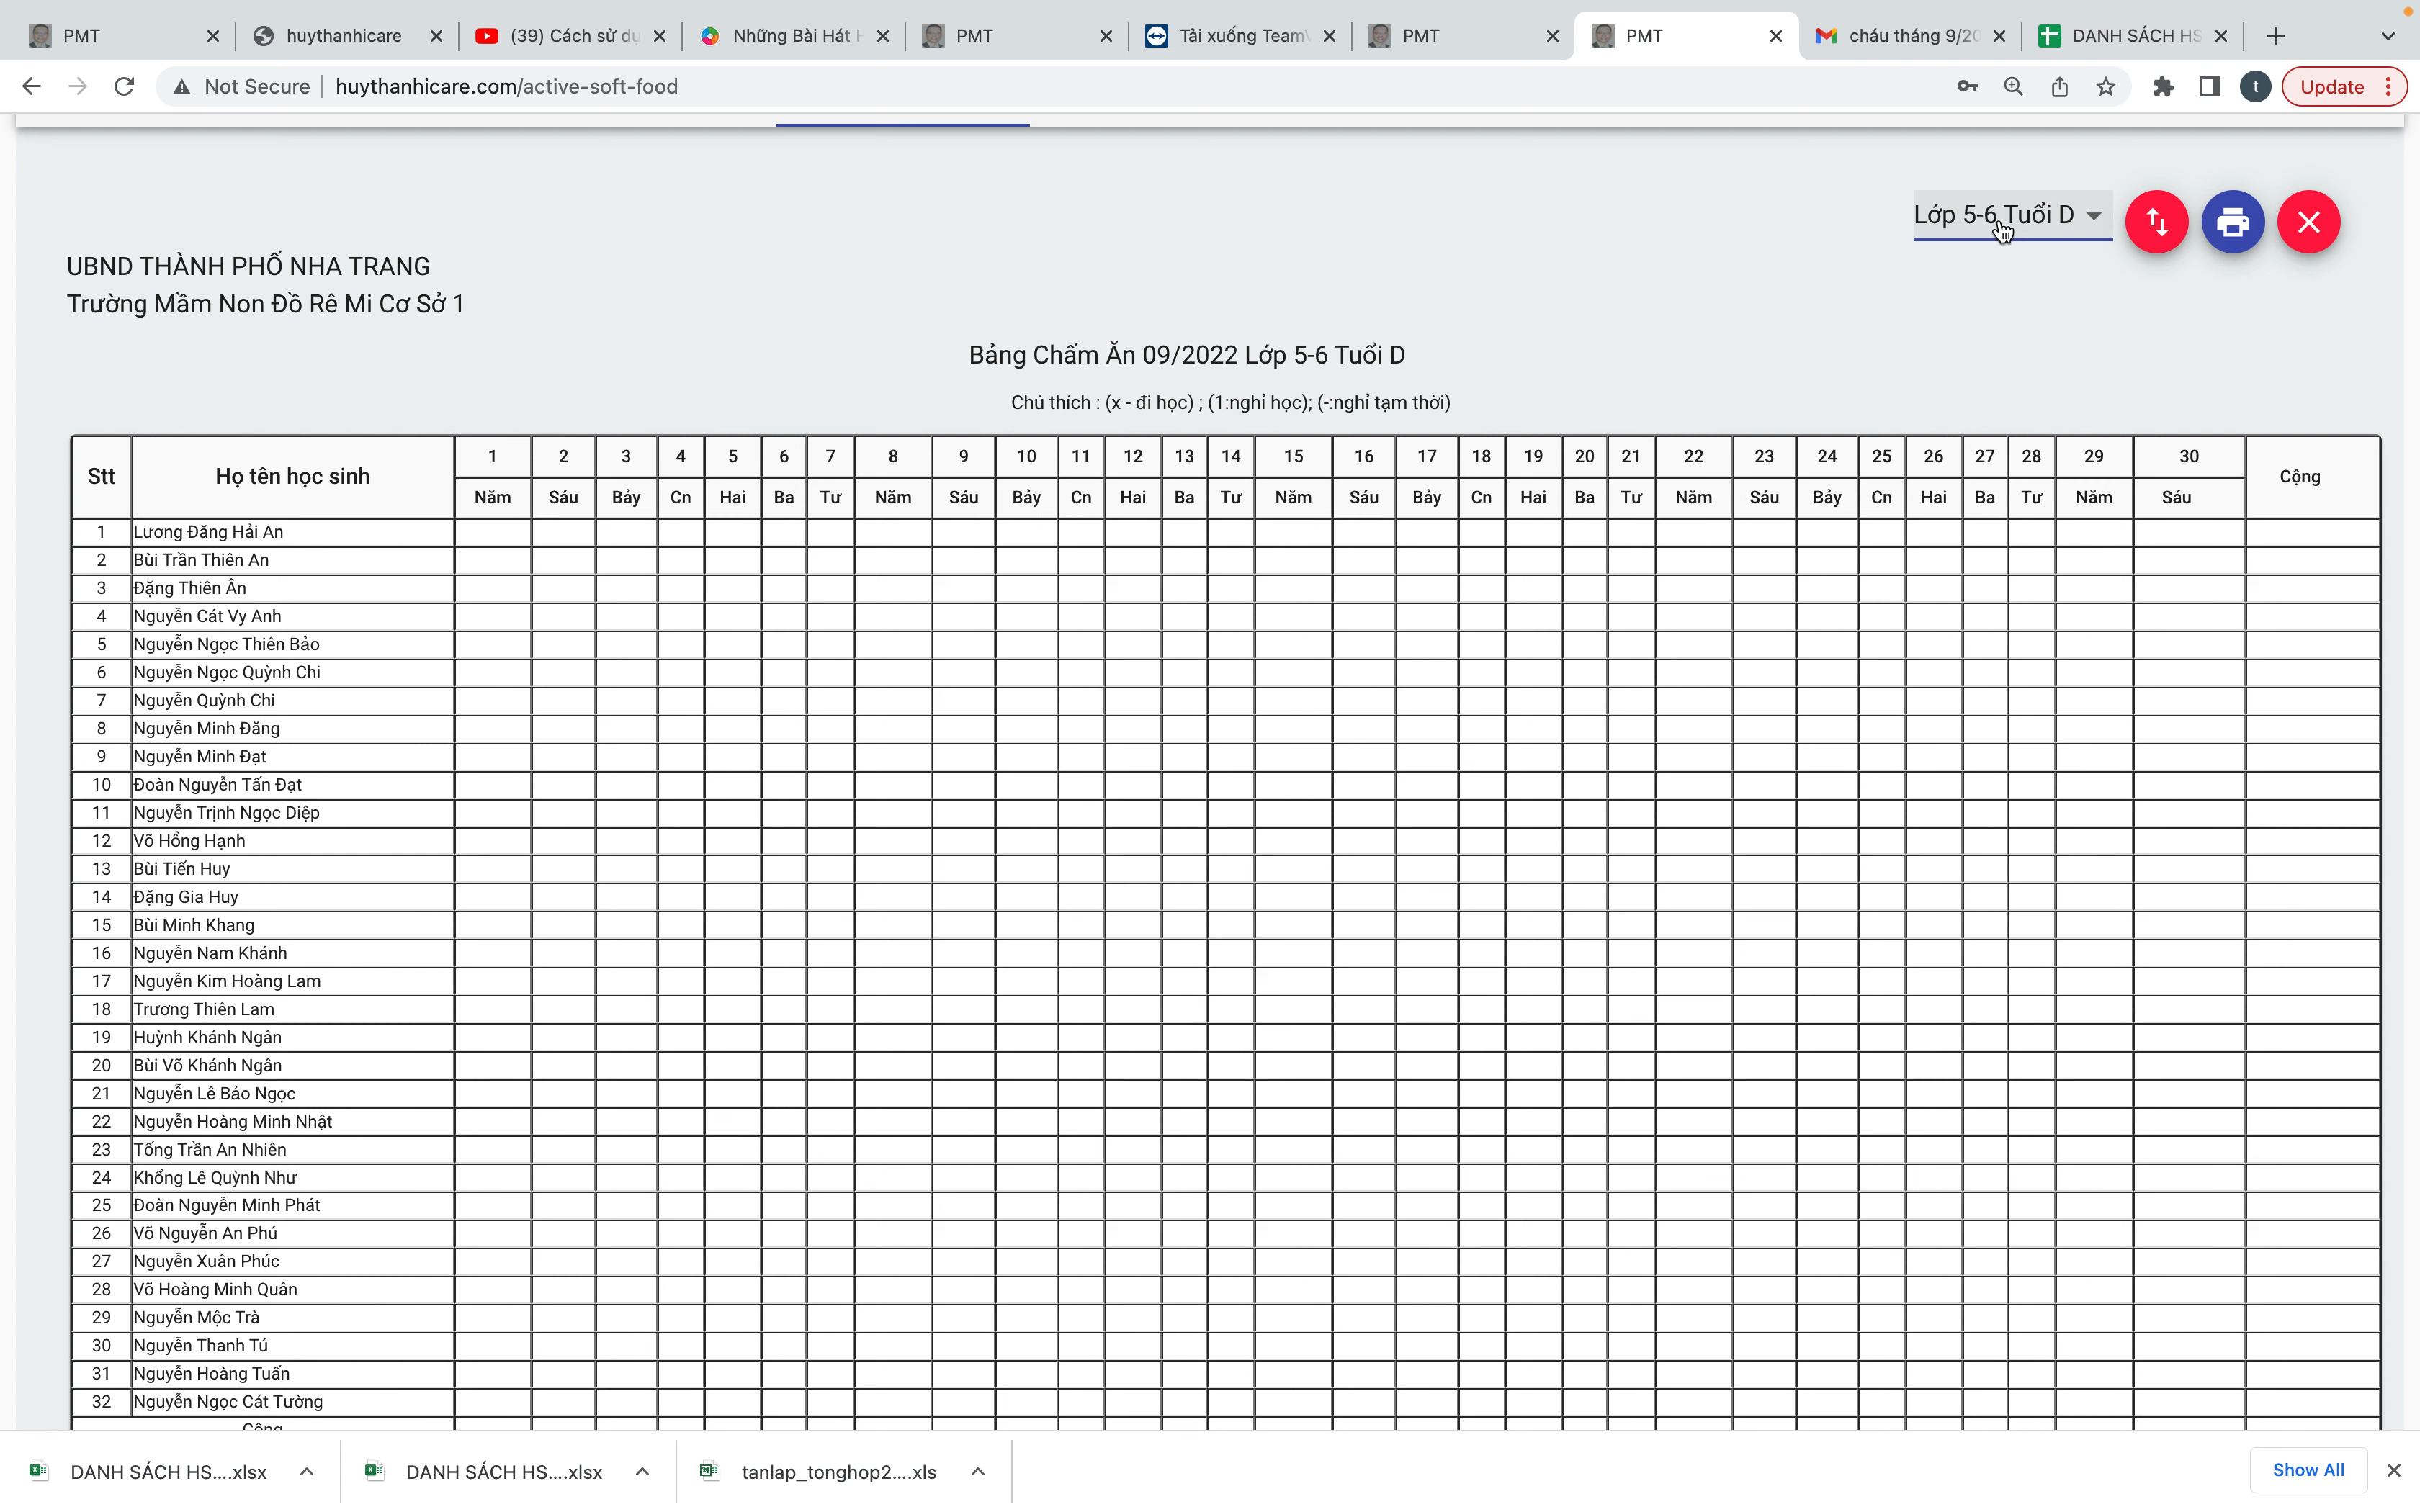 PMT
huythanhicare
(39) Cách sử dụ
Những Bài Hát H
PMT
Tải xuống TeamV
PMT
PMT
cháu tháng 9/20
DANH SÁCH HS
Not Secure
huythanhicare.com/active-soft-food
t
Update
Lớp 5-6 Tuổi D
UBND THÀNH PHỐ NHA TRANG
Trường Mầm Non Đồ Rê Mi Cơ Sở 1
Bảng Chấm Ăn 09/2022 Lớp 5-6 Tuổi D
Chú thích : (x - đi học) ; (1:nghỉ học); (-:nghỉ tạm thời)
Stt Họ tên học sinh 1 2 3 4 5 6 7 8 9 10 11 12 13 14 15 16 17 18 19 20 21 22 23 24 25 26 27 28 29 30 Cộng
Năm Sáu Bảy Cn Hai Ba Tư Năm Sáu Bảy Cn Hai Ba Tư Năm Sáu Bảy Cn Hai Ba Tư Năm Sáu Bảy Cn Hai Ba Tư Năm Sáu
1 Lương Đăng Hải An
2 Bùi Trần Thiên An
3 Đặng Thiên Ân
4 Nguyễn Cát Vy Anh
5 Nguyễn Ngọc Thiên Bảo
6 Nguyễn Ngọc Quỳnh Chi
7 Nguyễn Quỳnh Chi
8 Nguyễn Minh Đăng
9 Nguyễn Minh Đạt
10 Đoàn Nguyễn Tấn Đạt
11 Nguyễn Trịnh Ngọc Diệp
12 Võ Hồng Hạnh
13 Bùi Tiến Huy
14 Đặng Gia Huy
15 Bùi Minh Khang
16 Nguyễn Nam Khánh
17 Nguyễn Kim Hoàng Lam
18 Trương Thiên Lam
19 Huỳnh Khánh Ngân
20 Bùi Võ Khánh Ngân
21 Nguyễn Lê Bảo Ngọc
22 Nguyễn Hoàng Minh Nhật
23 Tống Trần An Nhiên
24 Khổng Lê Quỳnh Như
25 Đoàn Nguyễn Minh Phát
26 Võ Nguyễn An Phú
27 Nguyễn Xuân Phúc
28 Võ Hoàng Minh Quân
29 Nguyễn Mộc Trà
30 Nguyễn Thanh Tú
31 Nguyễn Hoàng Tuấn
32 Nguyễn Ngọc Cát Tường
Cộng
DANH SÁCH HS....xlsx
DANH SÁCH HS....xlsx
tanlap_tonghop2....xls
Show All